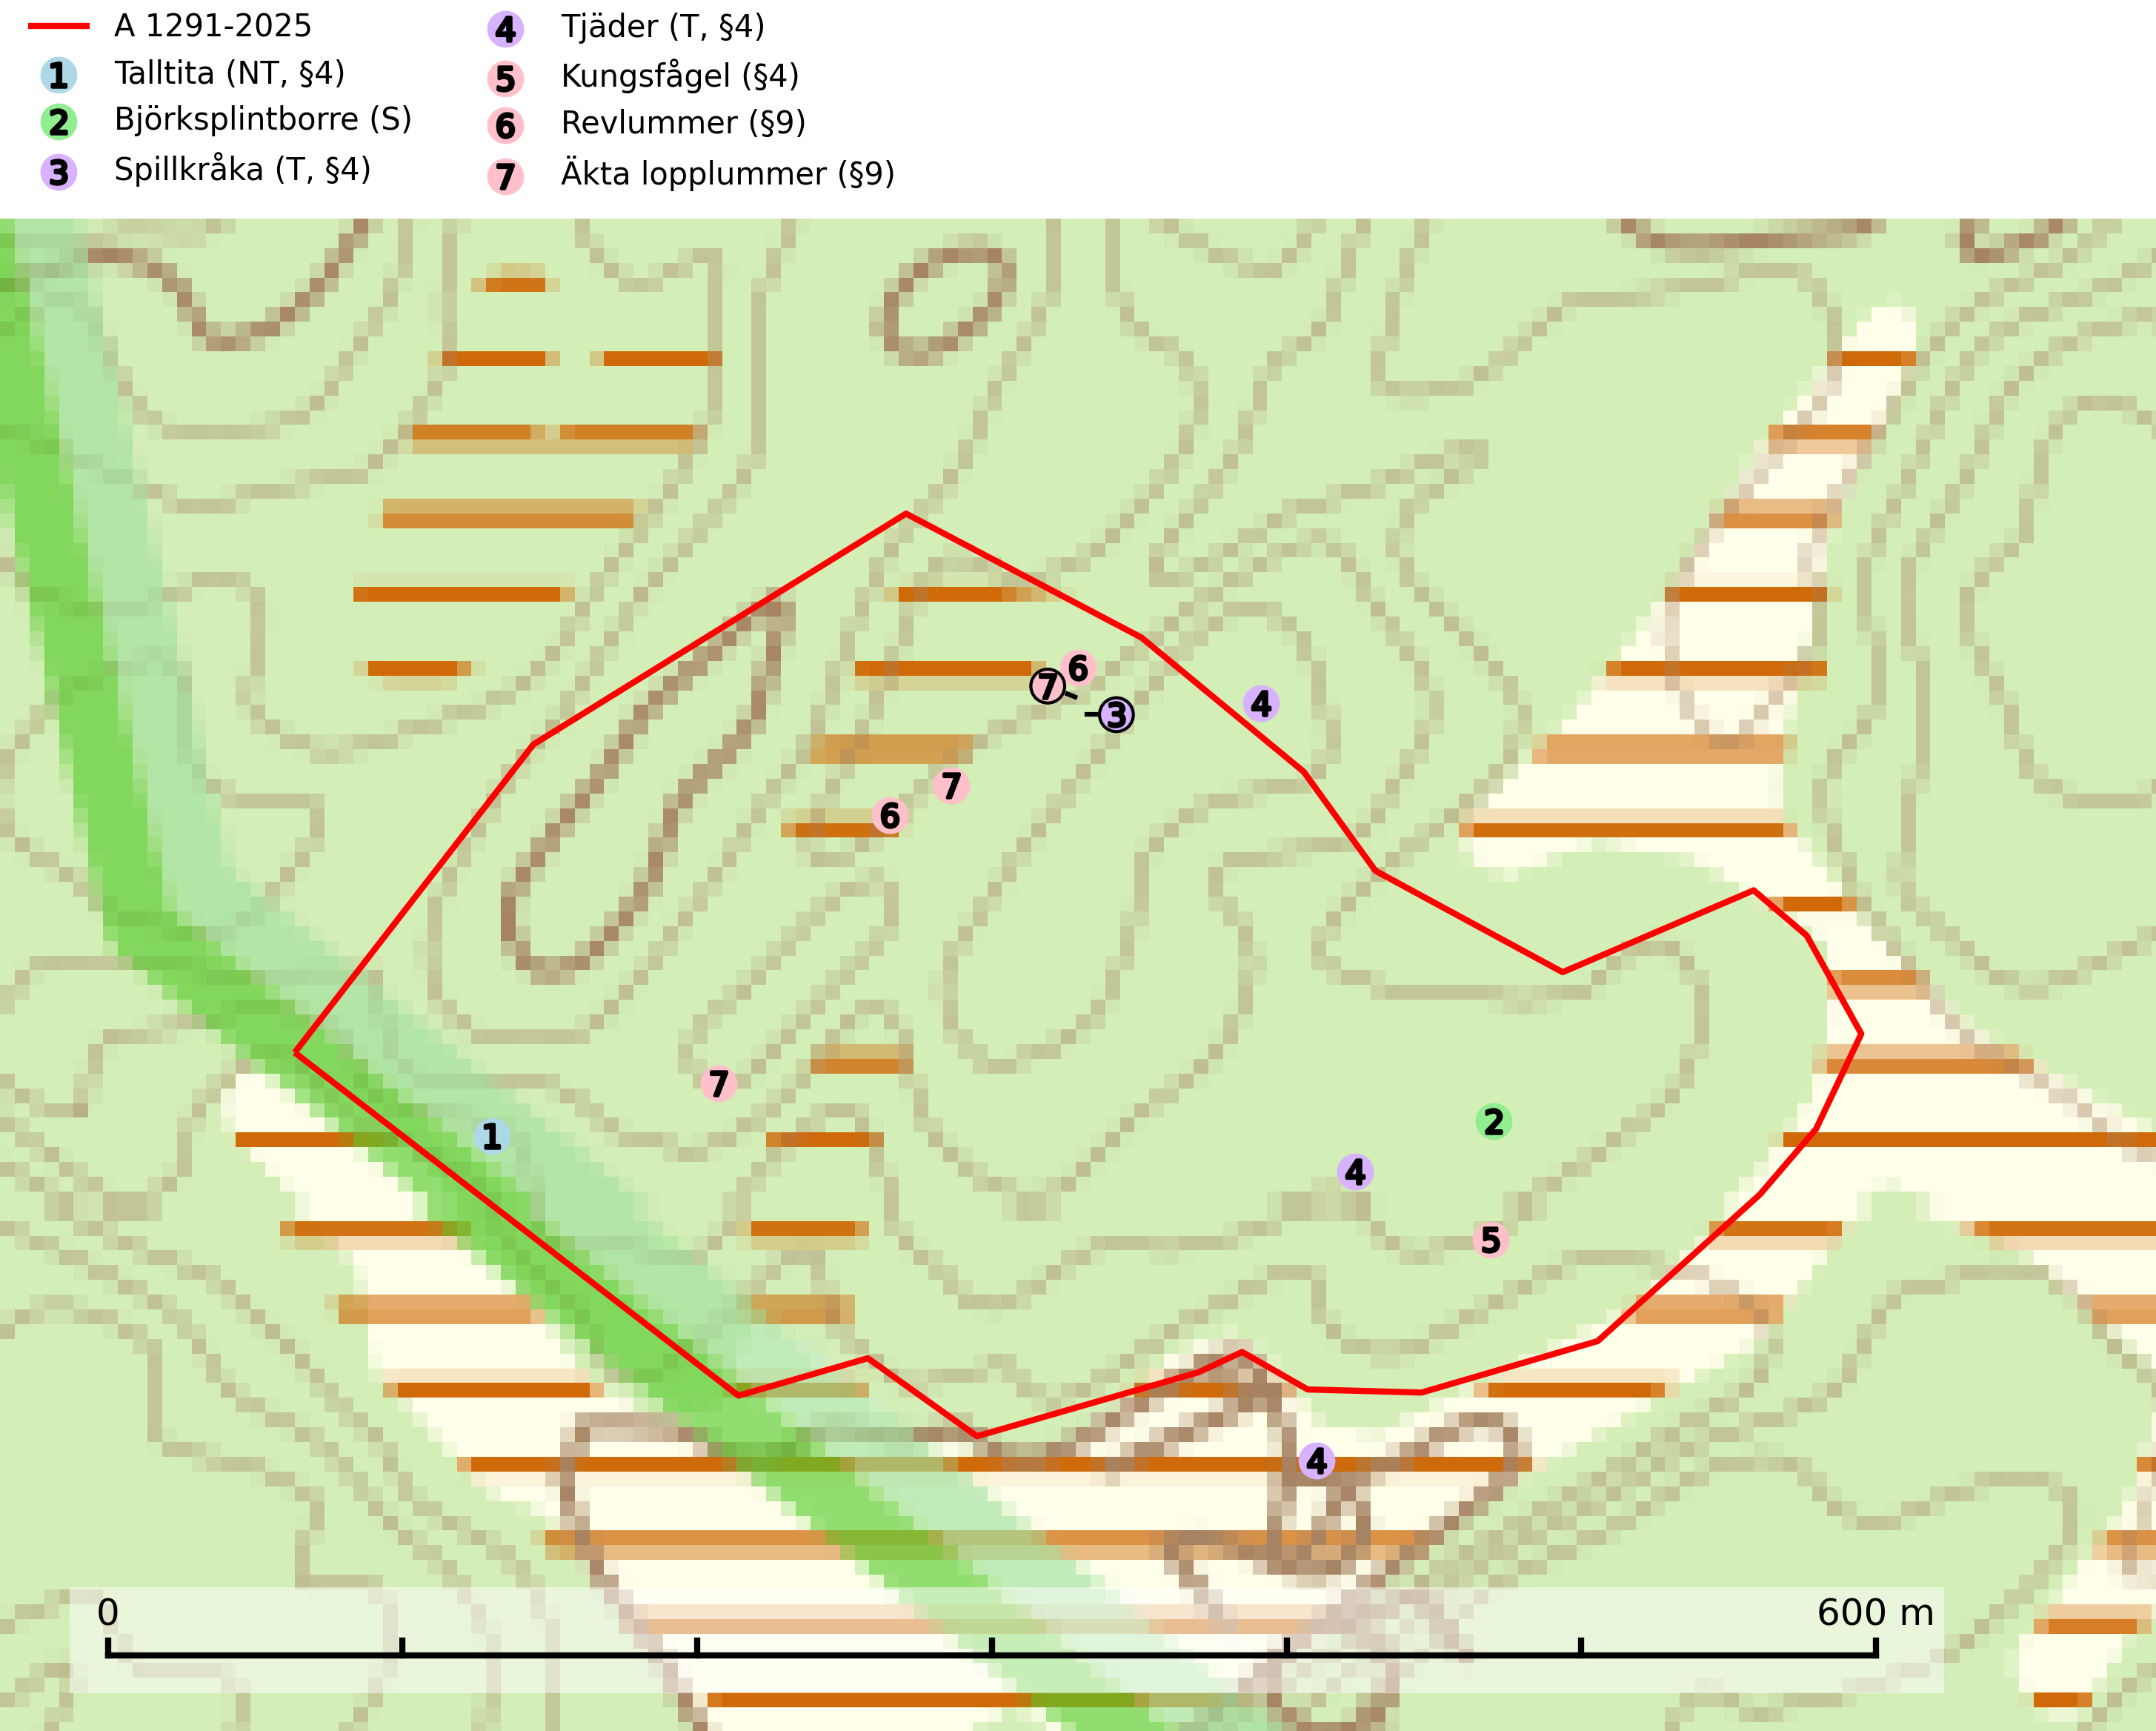 A 1291-2025
1 Talltita (NT, §4)
2 Björksplintborre (S)
3 Spillkråka (T, §4)
4 Tjäder (T, §4)
5 Kungsfågel (§4)
6 Revlummer (§9)
7 Äkta lopplummer (§9)
6
7
3
4
7
6
7
2
1
4
5
4
0
600 m